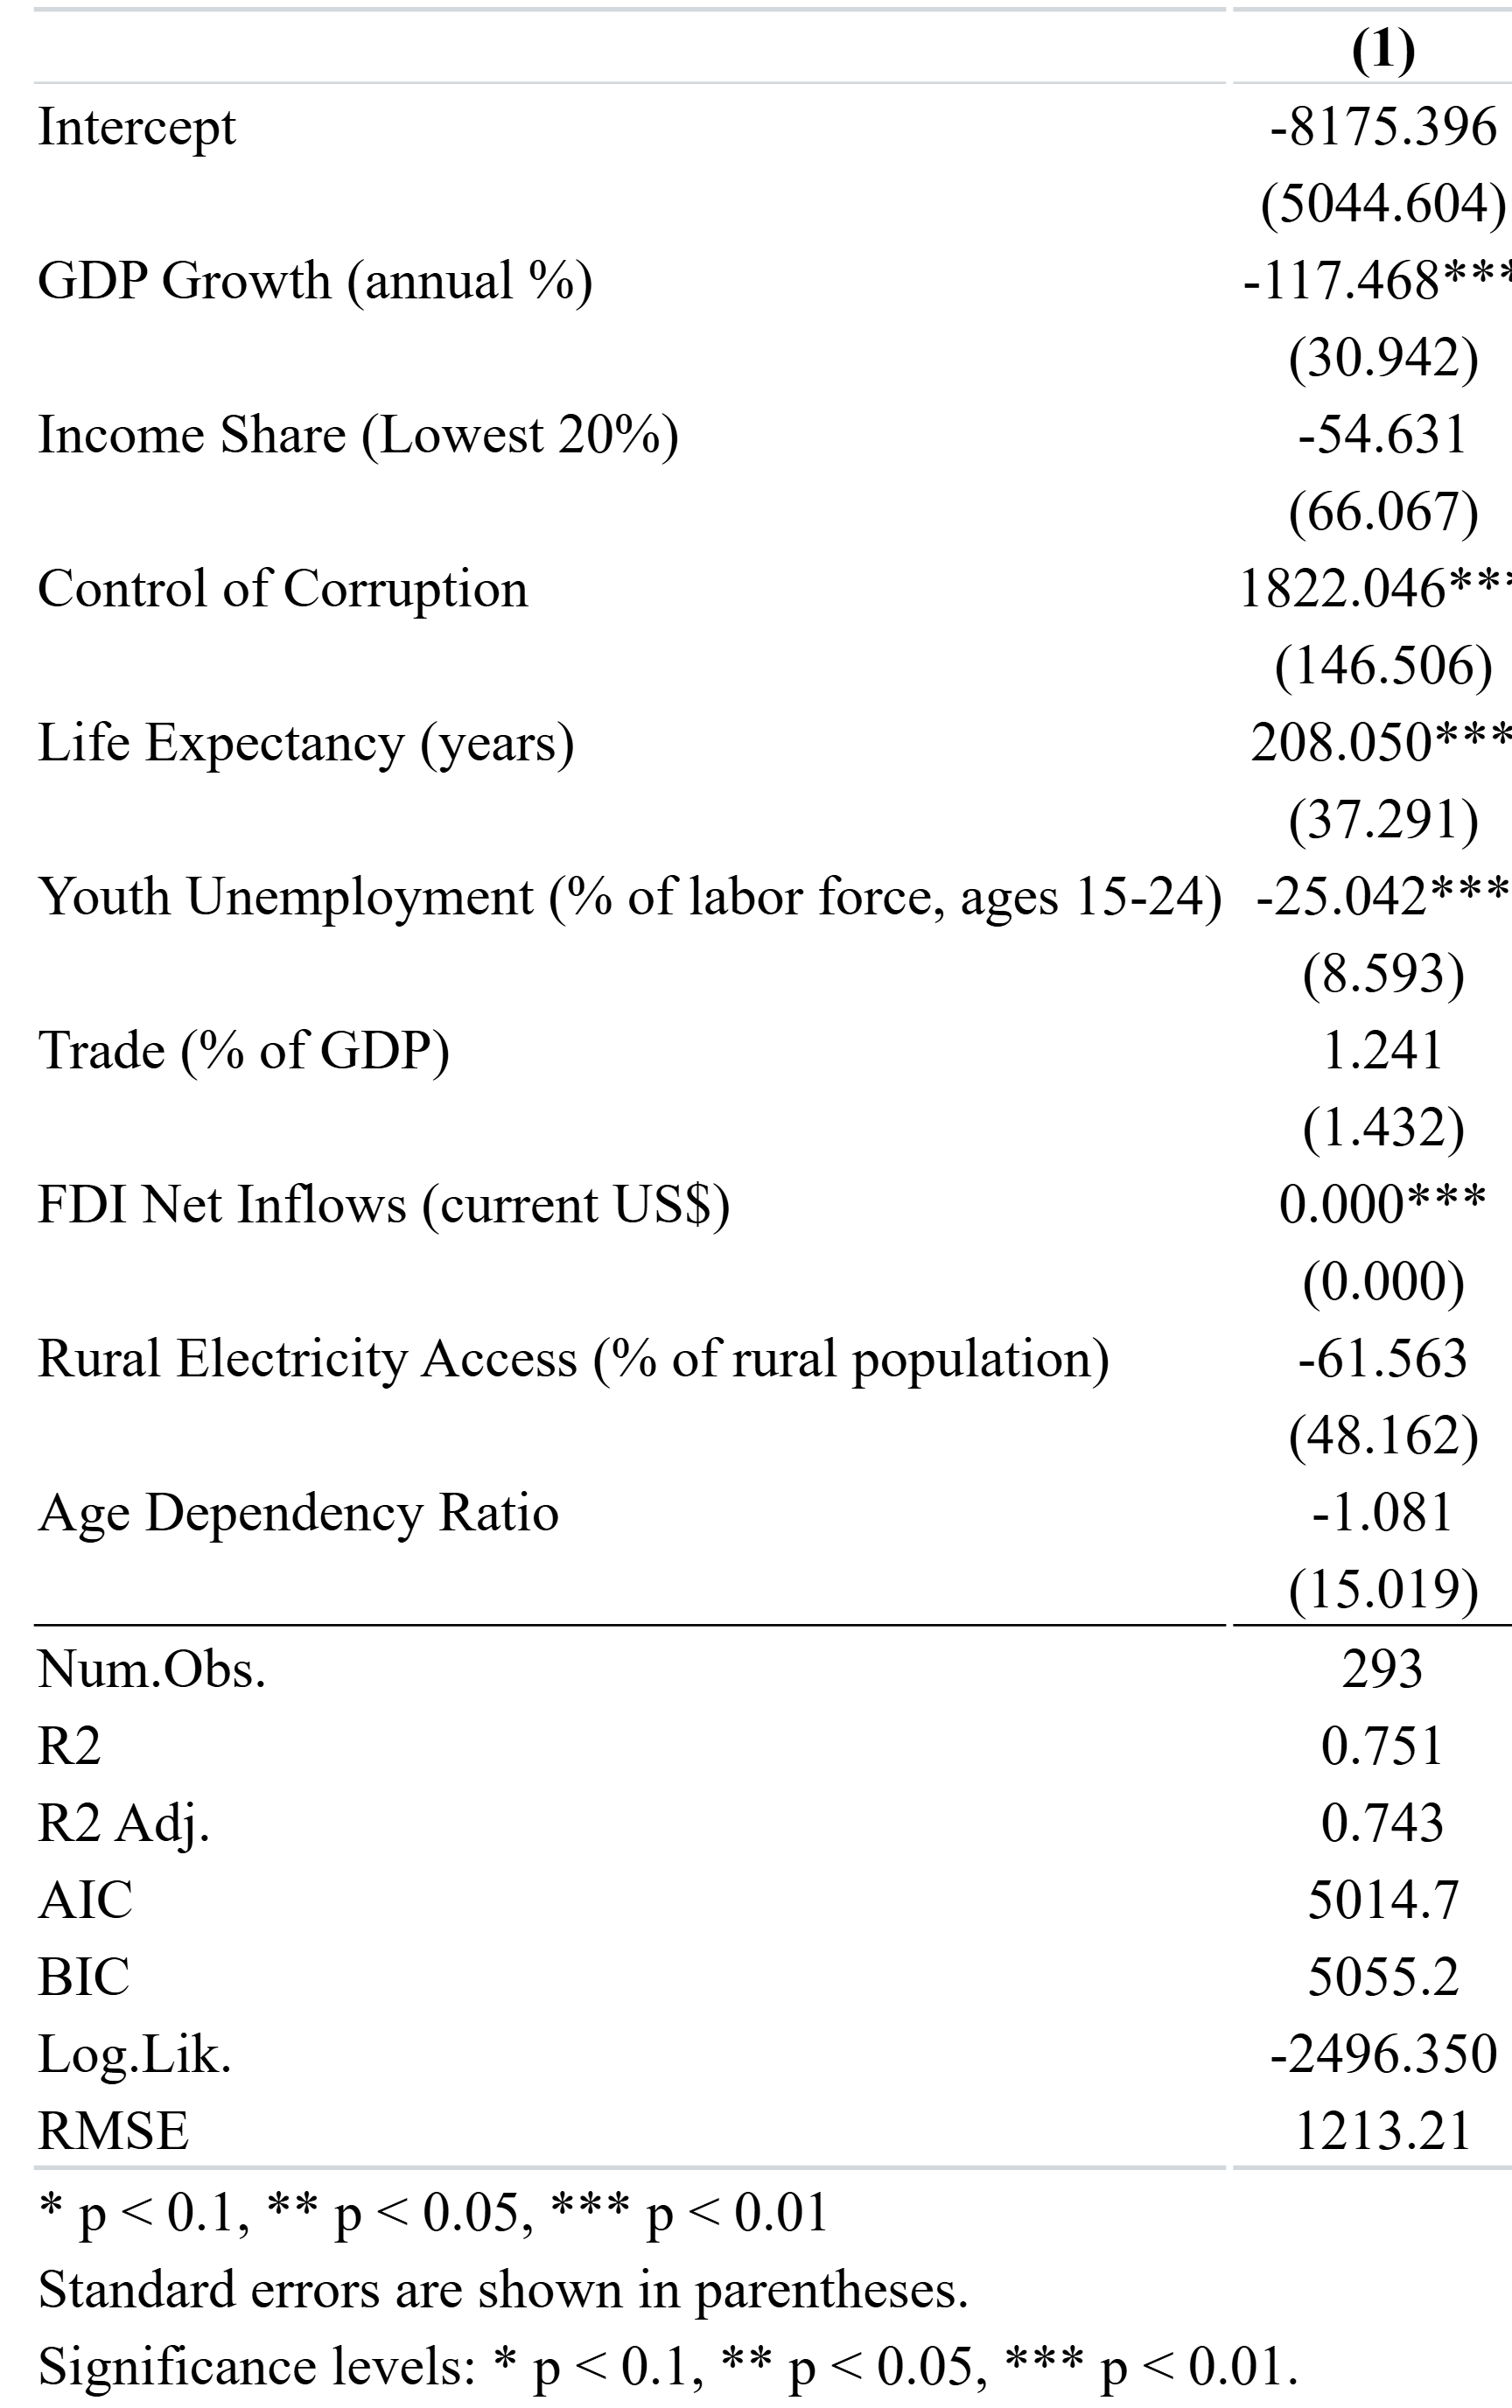 (1)
Intercept -8175.396
(5044.604)
GDP Growth (annual %) -117.468***
(30.942)
Income Share (Lowest 20%) -54.631
(66.067)
Control of Corruption 1822.046***
(146.506)
Life Expectancy (years) 208.050***
(37.291)
Youth Unemployment (% of labor force, ages 15-24) -25.042***
(8.593)
Trade (% of GDP) 1.241
(1.432)
FDI Net Inflows (current US$) 0.000***
(0.000)
Rural Electricity Access (% of rural population) -61.563
(48.162)
Age Dependency Ratio -1.081
(15.019)
Num.Obs. 293
R2 0.751
R2 Adj. 0.743
AIC 5014.7
BIC 5055.2
Log.Lik. -2496.350
RMSE 1213.21
* p < 0.1, ** p < 0.05, *** p < 0.01
Standard errors are shown in parentheses.
Significance levels: * p < 0.1, ** p < 0.05, *** p < 0.01.